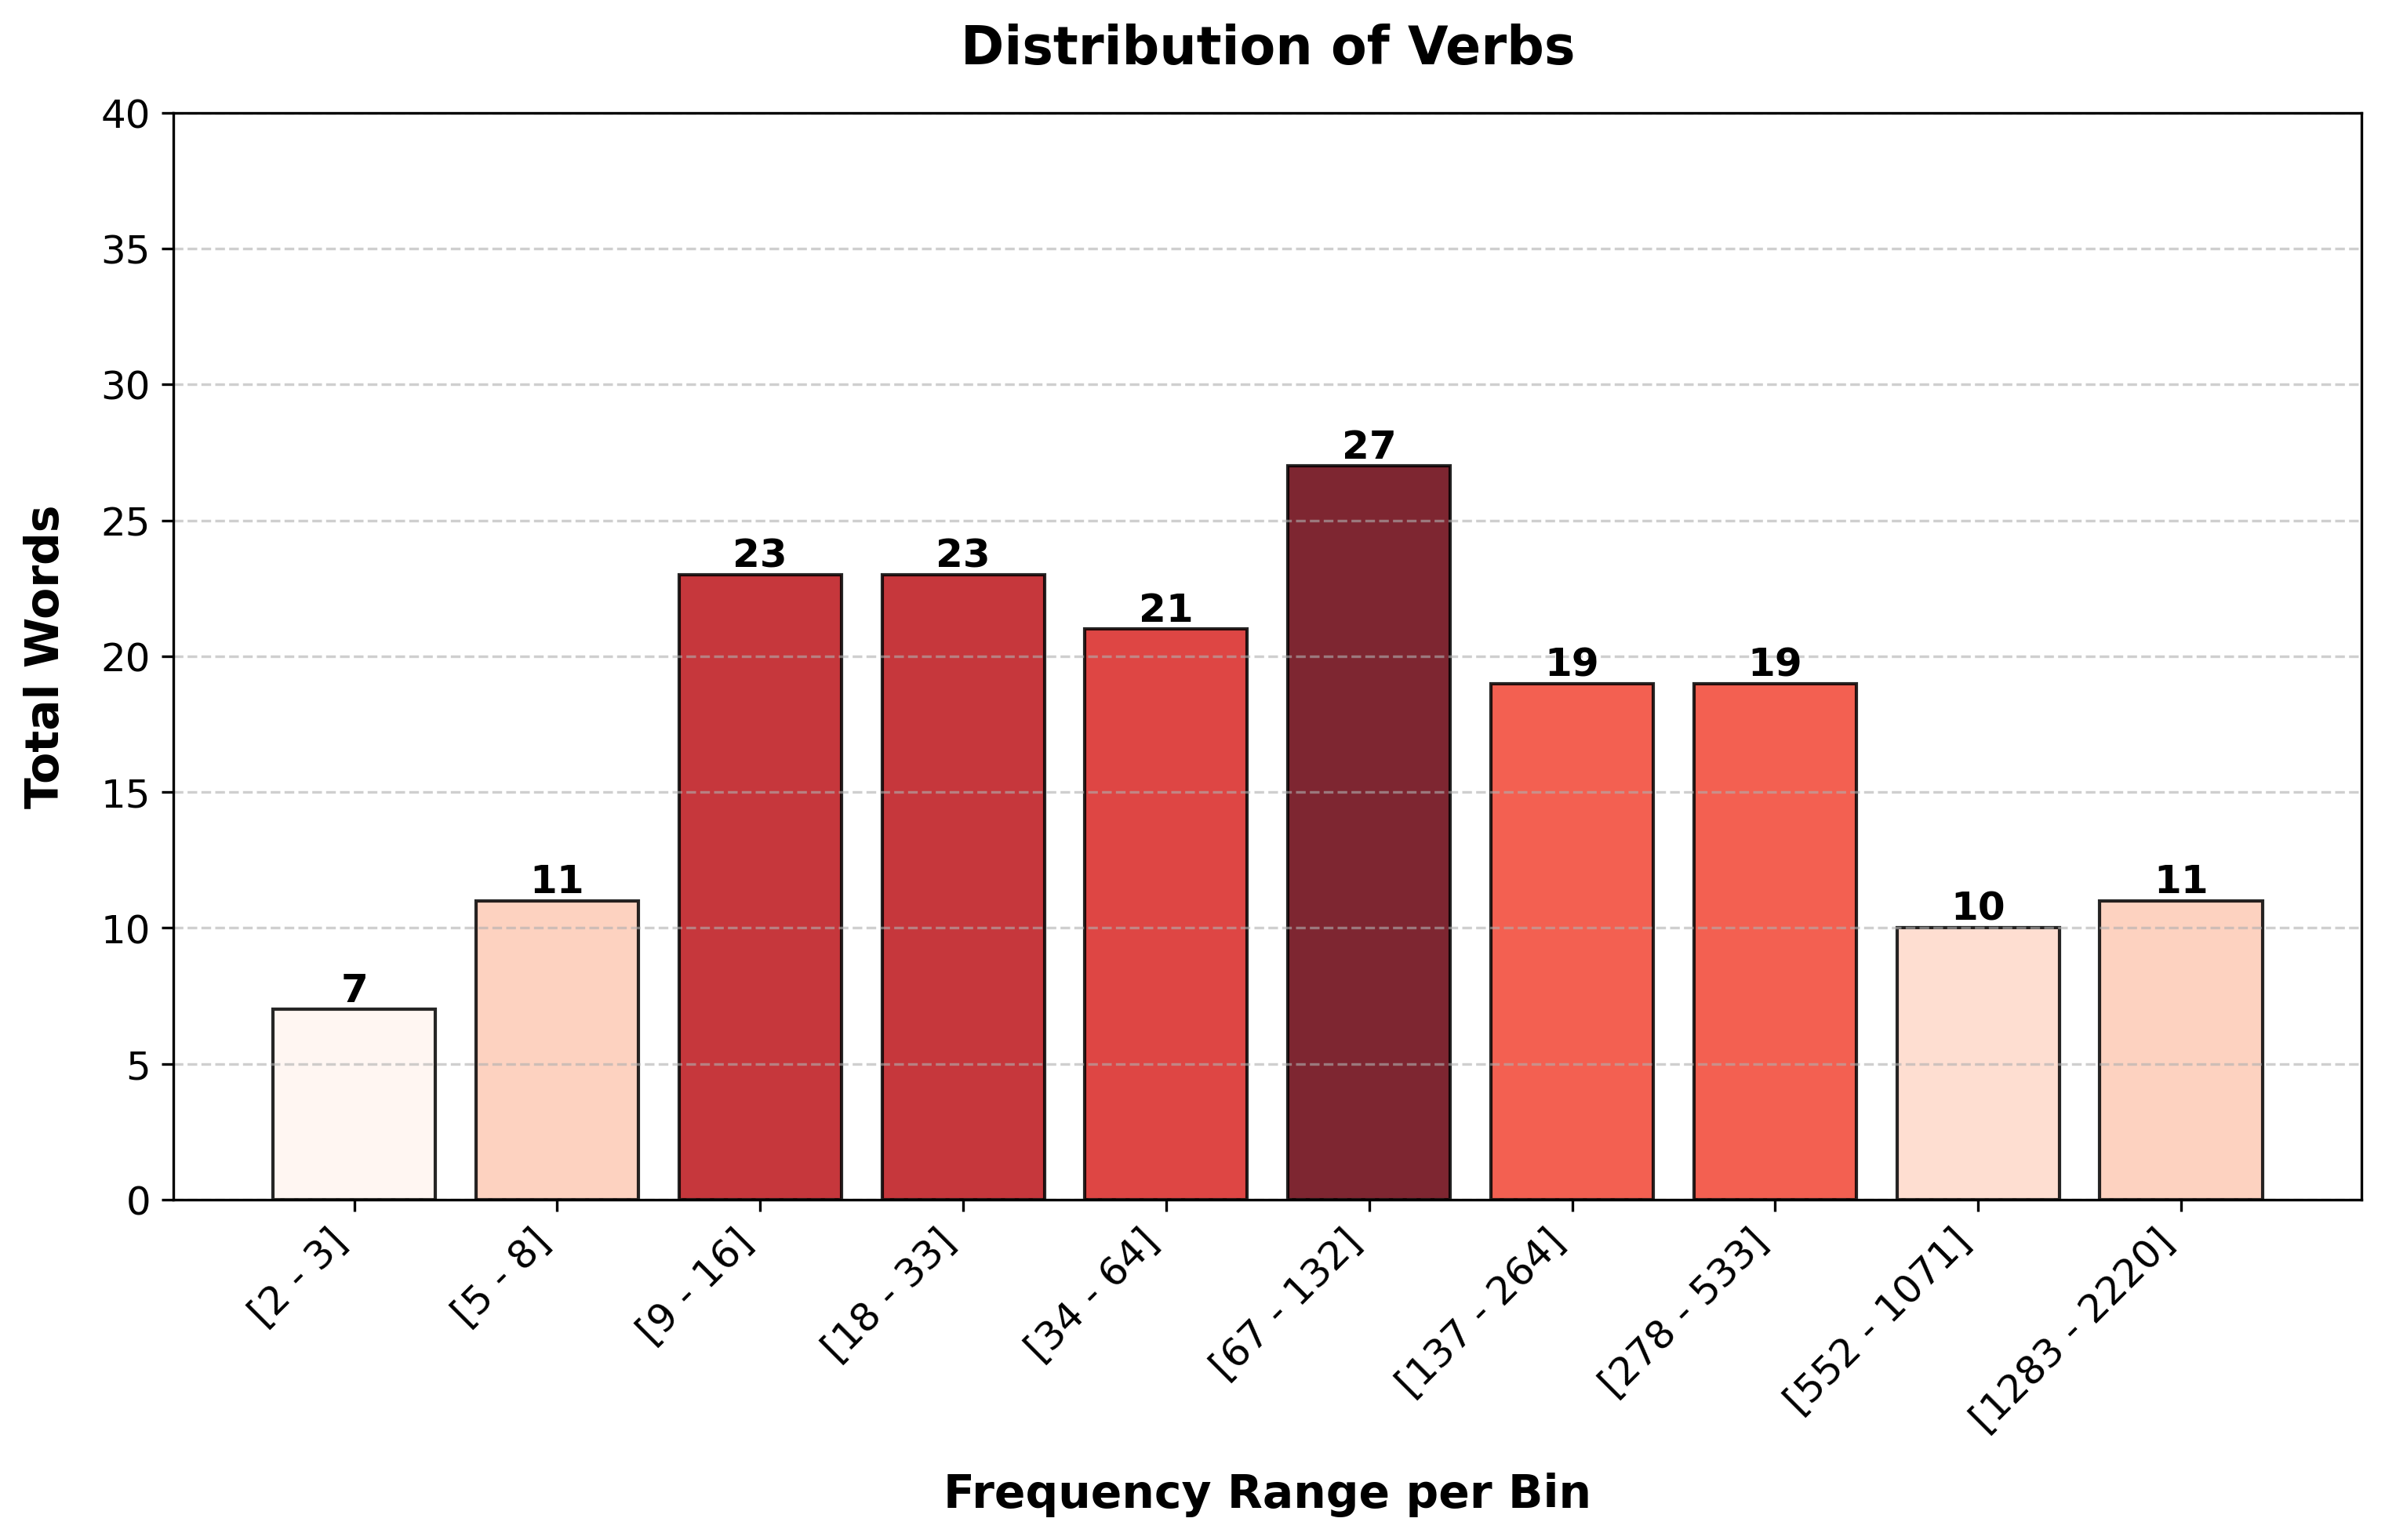 Distribution of Verbs
Total Words
40
35
30
25
20
15
10
5
0
7
11
23
23
21
27
19
19
10
11
[2 - 3]
[5 - 8]
[9 - 16]
[18 - 33]
[34 - 64]
[67 - 132]
[137 - 264]
[278 - 533]
[552 - 1071]
[1283 - 2220]
Frequency Range per Bin